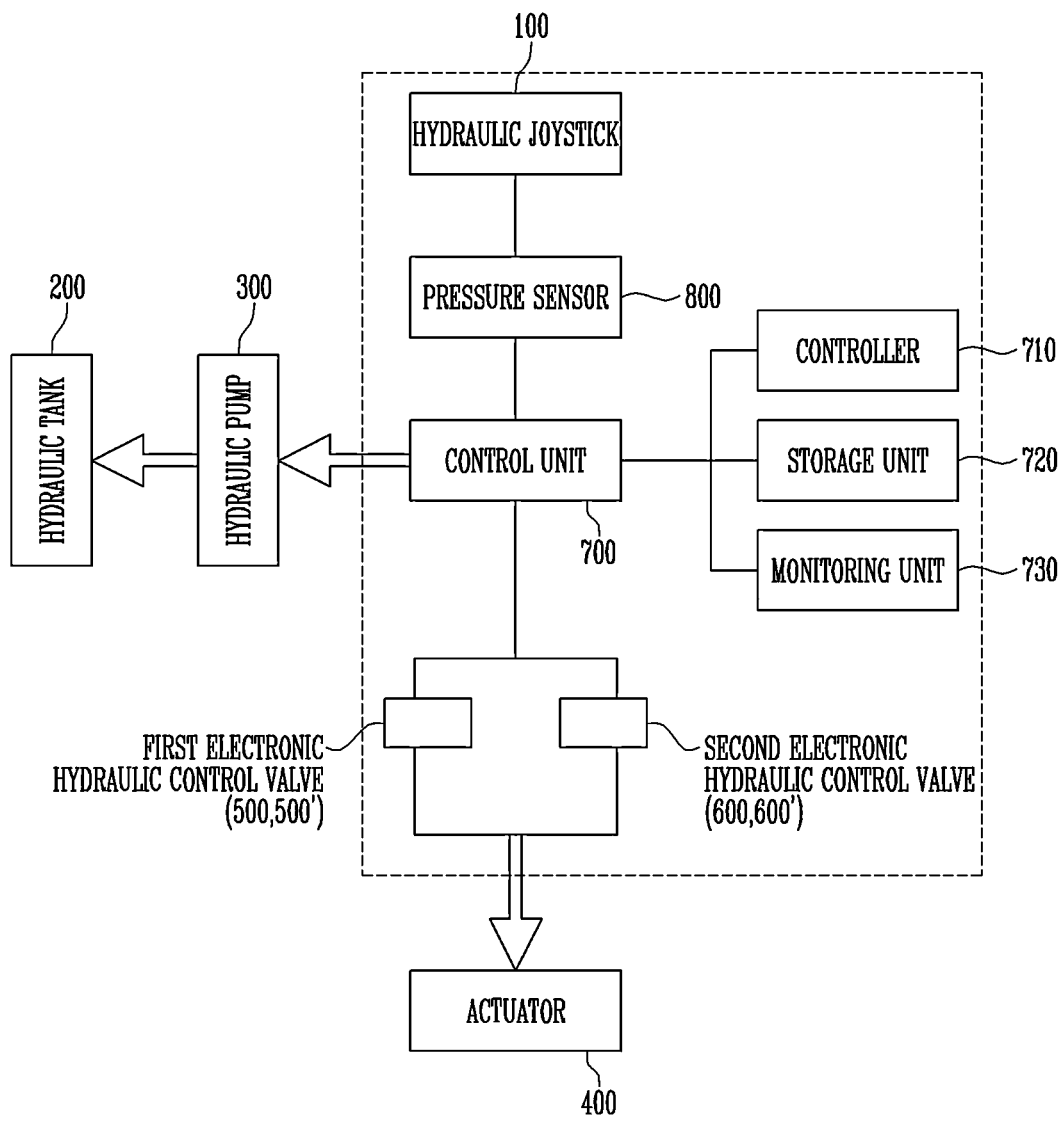 100
HYDRAULIC JOYSTICK
200
300
PRESSURE SENSOR
800
CONTROLLER
710
HYDRAULIC TANK
HYDRAULIC PUMP
CONTROL UNIT
700
STORAGE UNIT
720
MONITORING UNIT
730
FIRST ELECTRONIC
HYDRAULIC CONTROL VALVE
(500,500')
SECOND ELECTRONIC
HYDRAULIC CONTROL VALVE
(600,600')
ACTUATOR
400